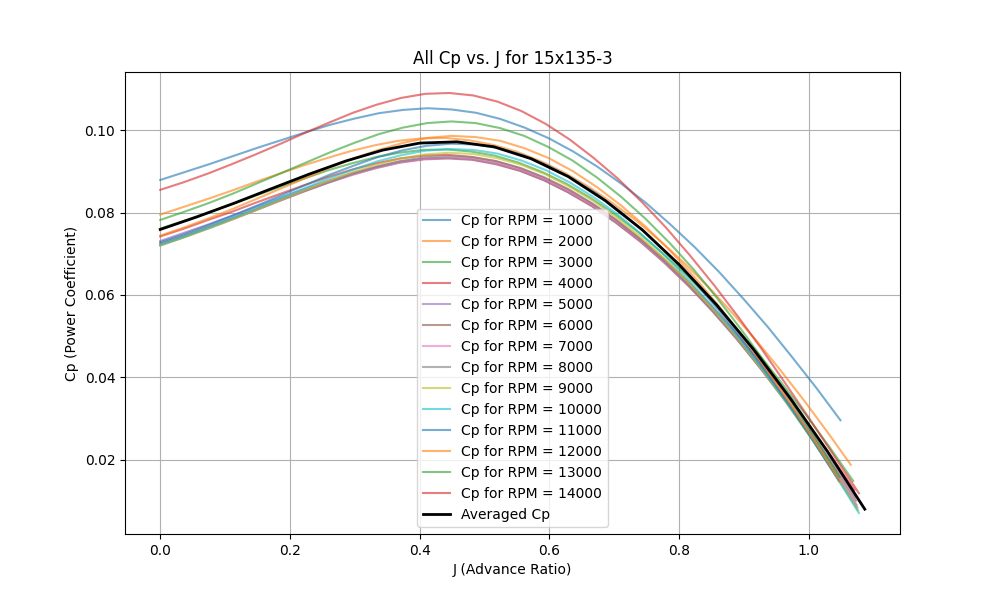 All Cp vs. J for 15x135-3
Cp (Power Coefficient)
0.10
0.08
0.06
0.04
0.02
Cp for RPM = 1000
Cp for RPM = 2000
Cp for RPM = 3000
Cp for RPM = 4000
Cp for RPM = 5000
Cp for RPM = 6000
Cp for RPM = 7000
Cp for RPM = 8000
Cp for RPM = 9000
Cp for RPM = 10000
Cp for RPM = 11000
Cp for RPM = 12000
Cp for RPM = 13000
Cp for RPM = 14000
Averaged Cp
0.0 0.2 0.4 0.6 0.8 1.0
J (Advance Ratio)